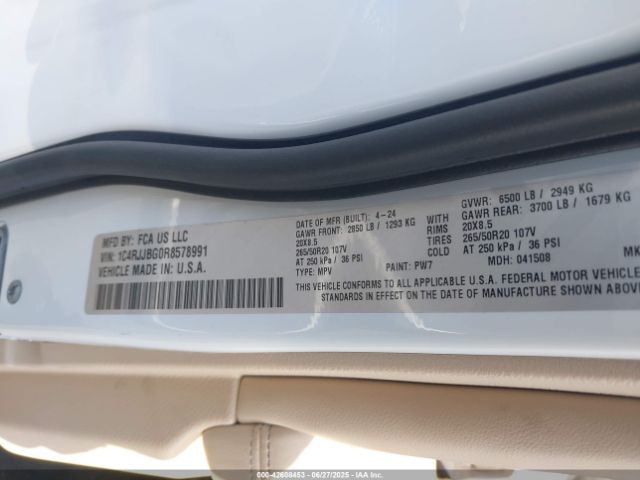 MFD BY: FCA US LLC
VIN: 1C4RJJBG0R8578991
VEHICLE MADE IN U.S.A.
DATE OF MFR (BUILT): 4-24
GAWR FRONT: 2850 LB / 1293 KG
20X8.5
265/50R20 107V
AT 250 kPa / 36 PSI
TYPE: MPV
PAINT: PW7
WITH
RIMS
TIRES
COLD
GVWR: 6500 LB / 2949 KG
GAWR REAR: 3700 LB / 1679 KG
20X8.5
265/50R20 107V
AT 250 kPa / 36 PSI
MDH: 041508
MK
THIS VEHICLE CONFORMS TO ALL APPLICABLE U.S.A. FEDERAL MOTOR VEHICLE
STANDARDS IN EFFECT ON THE DATE OF MANUFACTURE SHOWN ABOVE
000-42608453 - 06/27/2025 - IAAI.COM